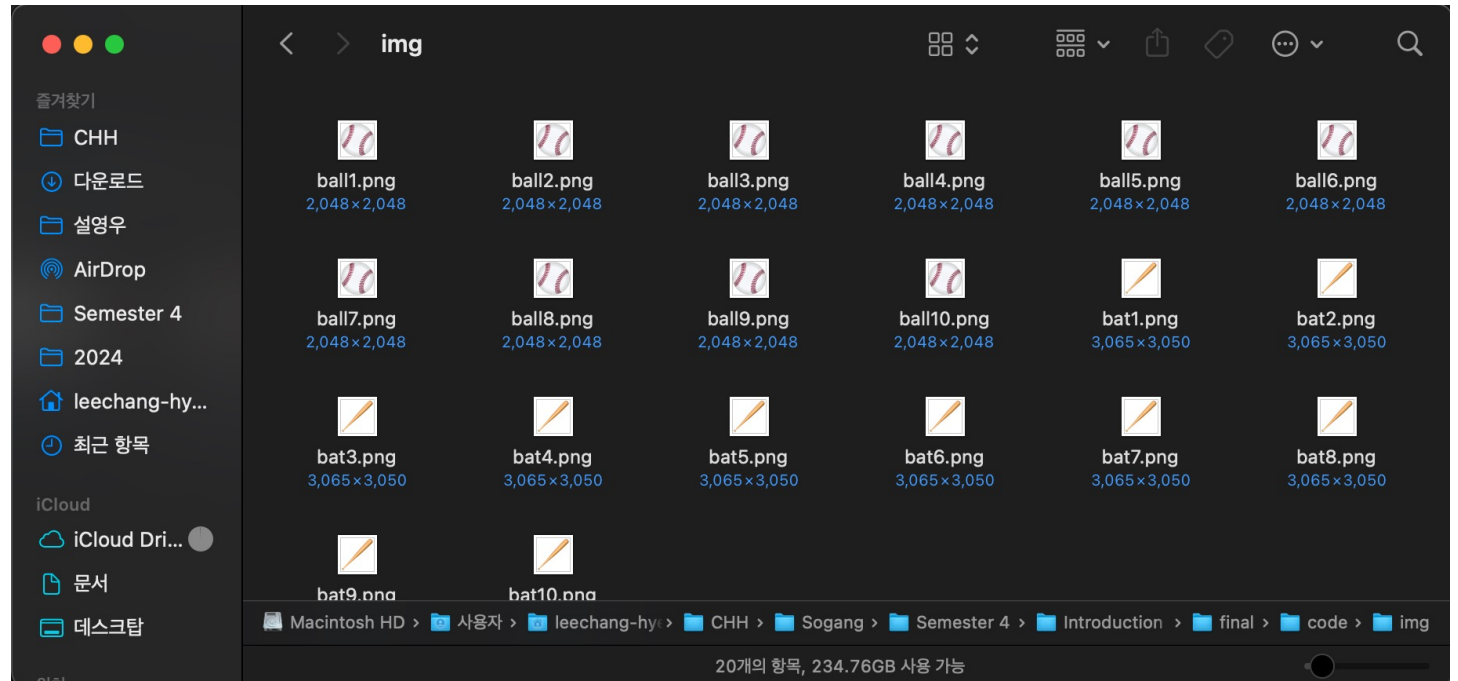 img
즐겨찾기
CHH
다운로드
설영우
AirDrop
Semester 4
2024
leechang-hy...
최근 항목
iCloud
iCloud Dri...
문서
데스크탑
ball1.png ball2.png ball3.png ball4.png ball5.png ball6.png
2,048×2,048 2,048×2,048 2,048×2,048 2,048×2,048 2,048×2,048 2,048×2,048
ball7.png ball8.png ball9.png ball10.png bat1.png bat2.png
2,048×2,048 2,048×2,048 2,048×2,048 2,048×2,048 3,065×3,050 3,065×3,050
bat3.png bat4.png bat5.png bat6.png bat7.png bat8.png
3,065×3,050 3,065×3,050 3,065×3,050 3,065×3,050 3,065×3,050 3,065×3,050
bat9.png bat10.png
Macintosh HD › 사용자 › leechang-hye › CHH › Sogang › Semester 4 › Introduction › final › code › img
20개의 항목, 234.76GB 사용 가능